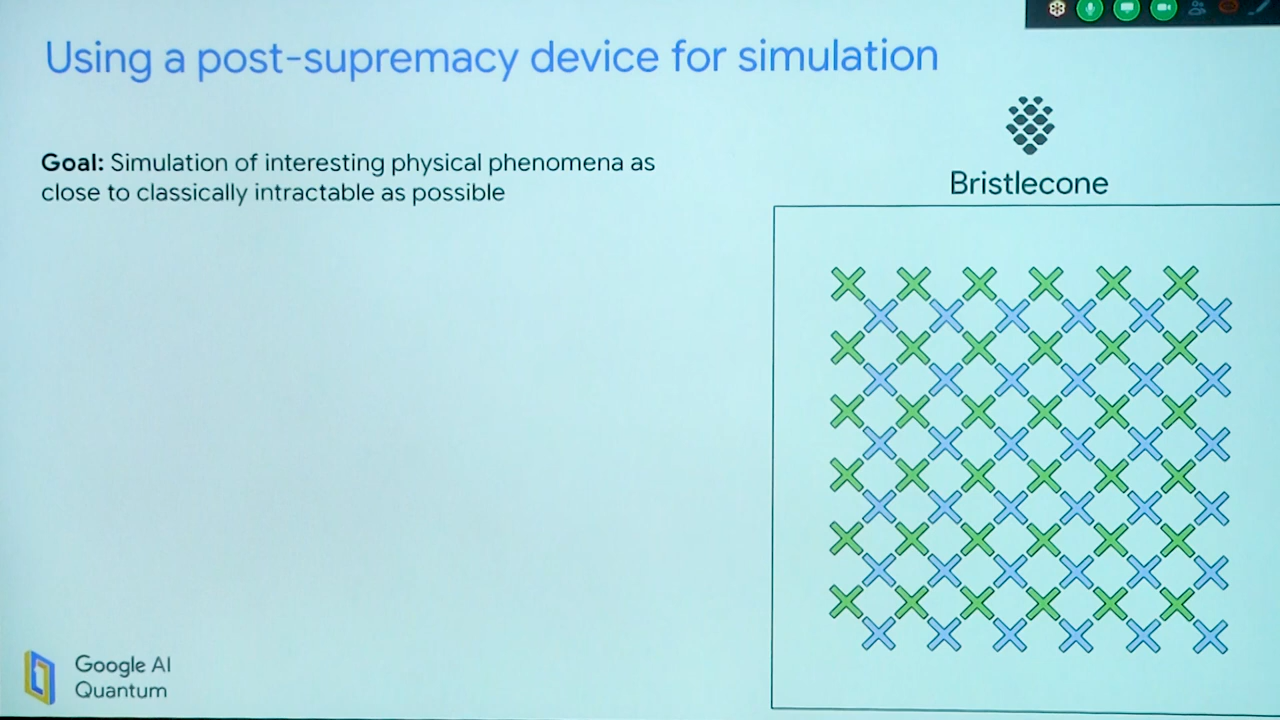 Using a post-supremacy device for simulation
Goal: Simulation of interesting physical phenomena as
close to classically intractable as possible
Bristlecone
Google AI
Quantum